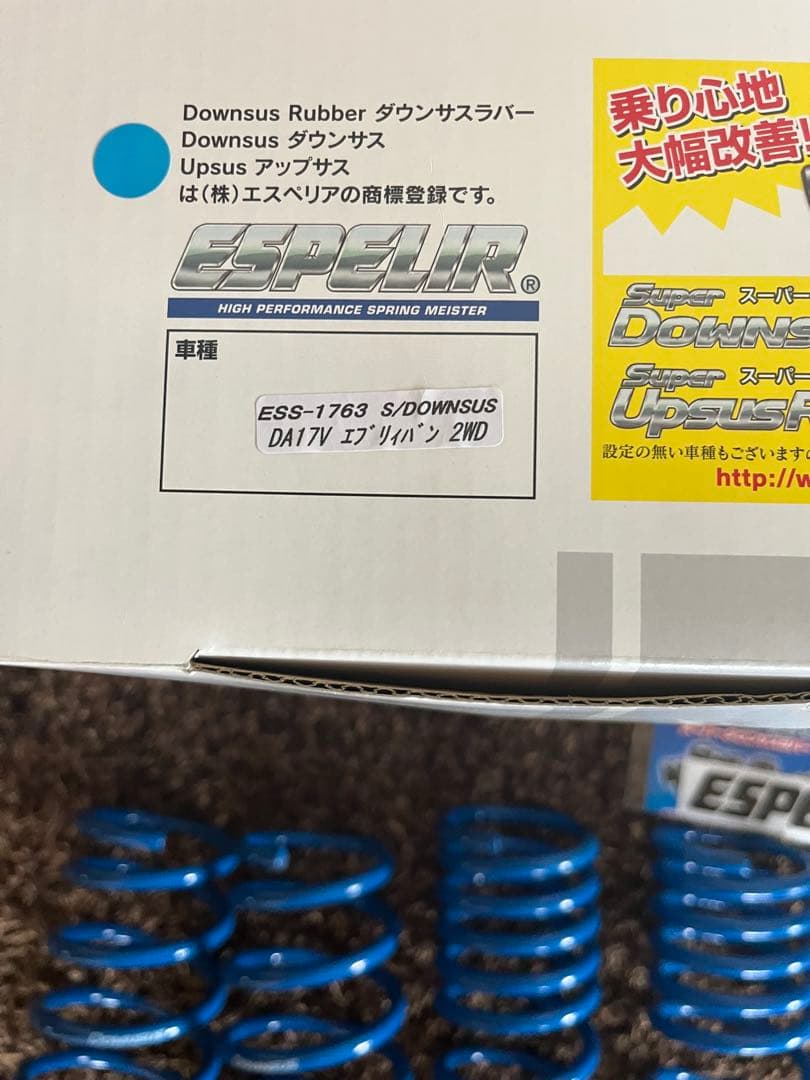 Downsus Rubber ダウンサスラバー
Downsus ダウンサス
Upsus アップサス
は(株)エスペリアの商標登録です。
ESPELIR®
HIGH PERFORMANCE SPRING MEISTER
車種
ESS-1763 S/DOWNSUS
DA17V エブリィバン 2WD
乗り心地
大幅改善!
Super スーパー
DOWNS
Super スーパー
UpsusR
設定の無い車種もございますの
http://w
ESPE